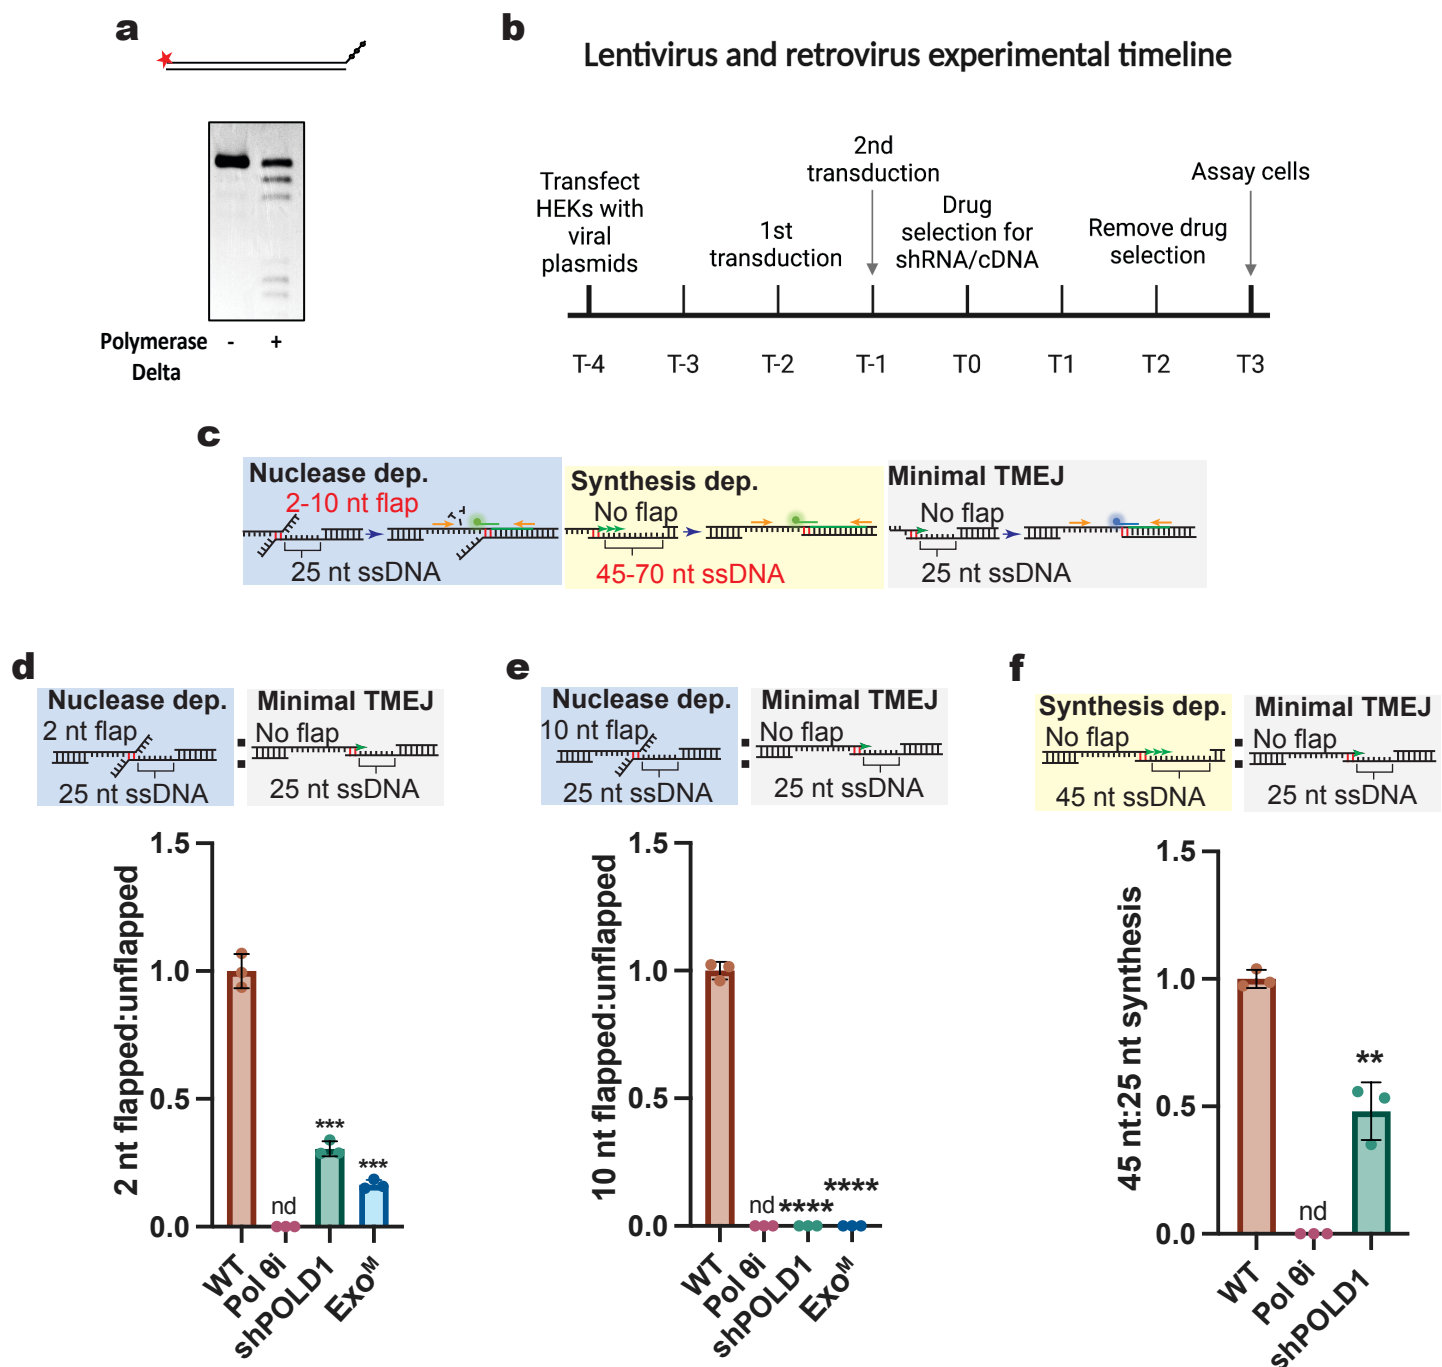 a
Polymerase - +
Delta
b
Lentivirus and retrovirus experimental timeline
Transfect
HEKs with
viral
plasmids
1st
transduction
2nd
transduction
Drug
selection for
shRNA/cDNA
Remove drug
selection
Assay cells
T-4 T-3 T-2 T-1 T0 T1 T2 T3
c
Nuclease dep.
2-10 nt flap
25 nt ssDNA
Synthesis dep.
No flap
45-70 nt ssDNA
Minimal TMEJ
No flap
25 nt ssDNA
d
Nuclease dep.
2 nt flap
25 nt ssDNA
:
Minimal TMEJ
No flap
25 nt ssDNA
2 nt flapped:unflapped
1.5
1.0
0.5
0.0
nd
***
***
WT
Pol θi
shPOLD1
Exoᴹ
e
Nuclease dep.
10 nt flap
25 nt ssDNA
:
Minimal TMEJ
No flap
25 nt ssDNA
10 nt flapped:unflapped
1.5
1.0
0.5
0.0
nd
****
****
WT
Pol θi
shPOLD1
Exoᴹ
f
Synthesis dep.
No flap
45 nt ssDNA
:
Minimal TMEJ
No flap
25 nt ssDNA
45 nt:25 nt synthesis
1.5
1.0
0.5
0.0
nd
**
WT
Pol θi
shPOLD1